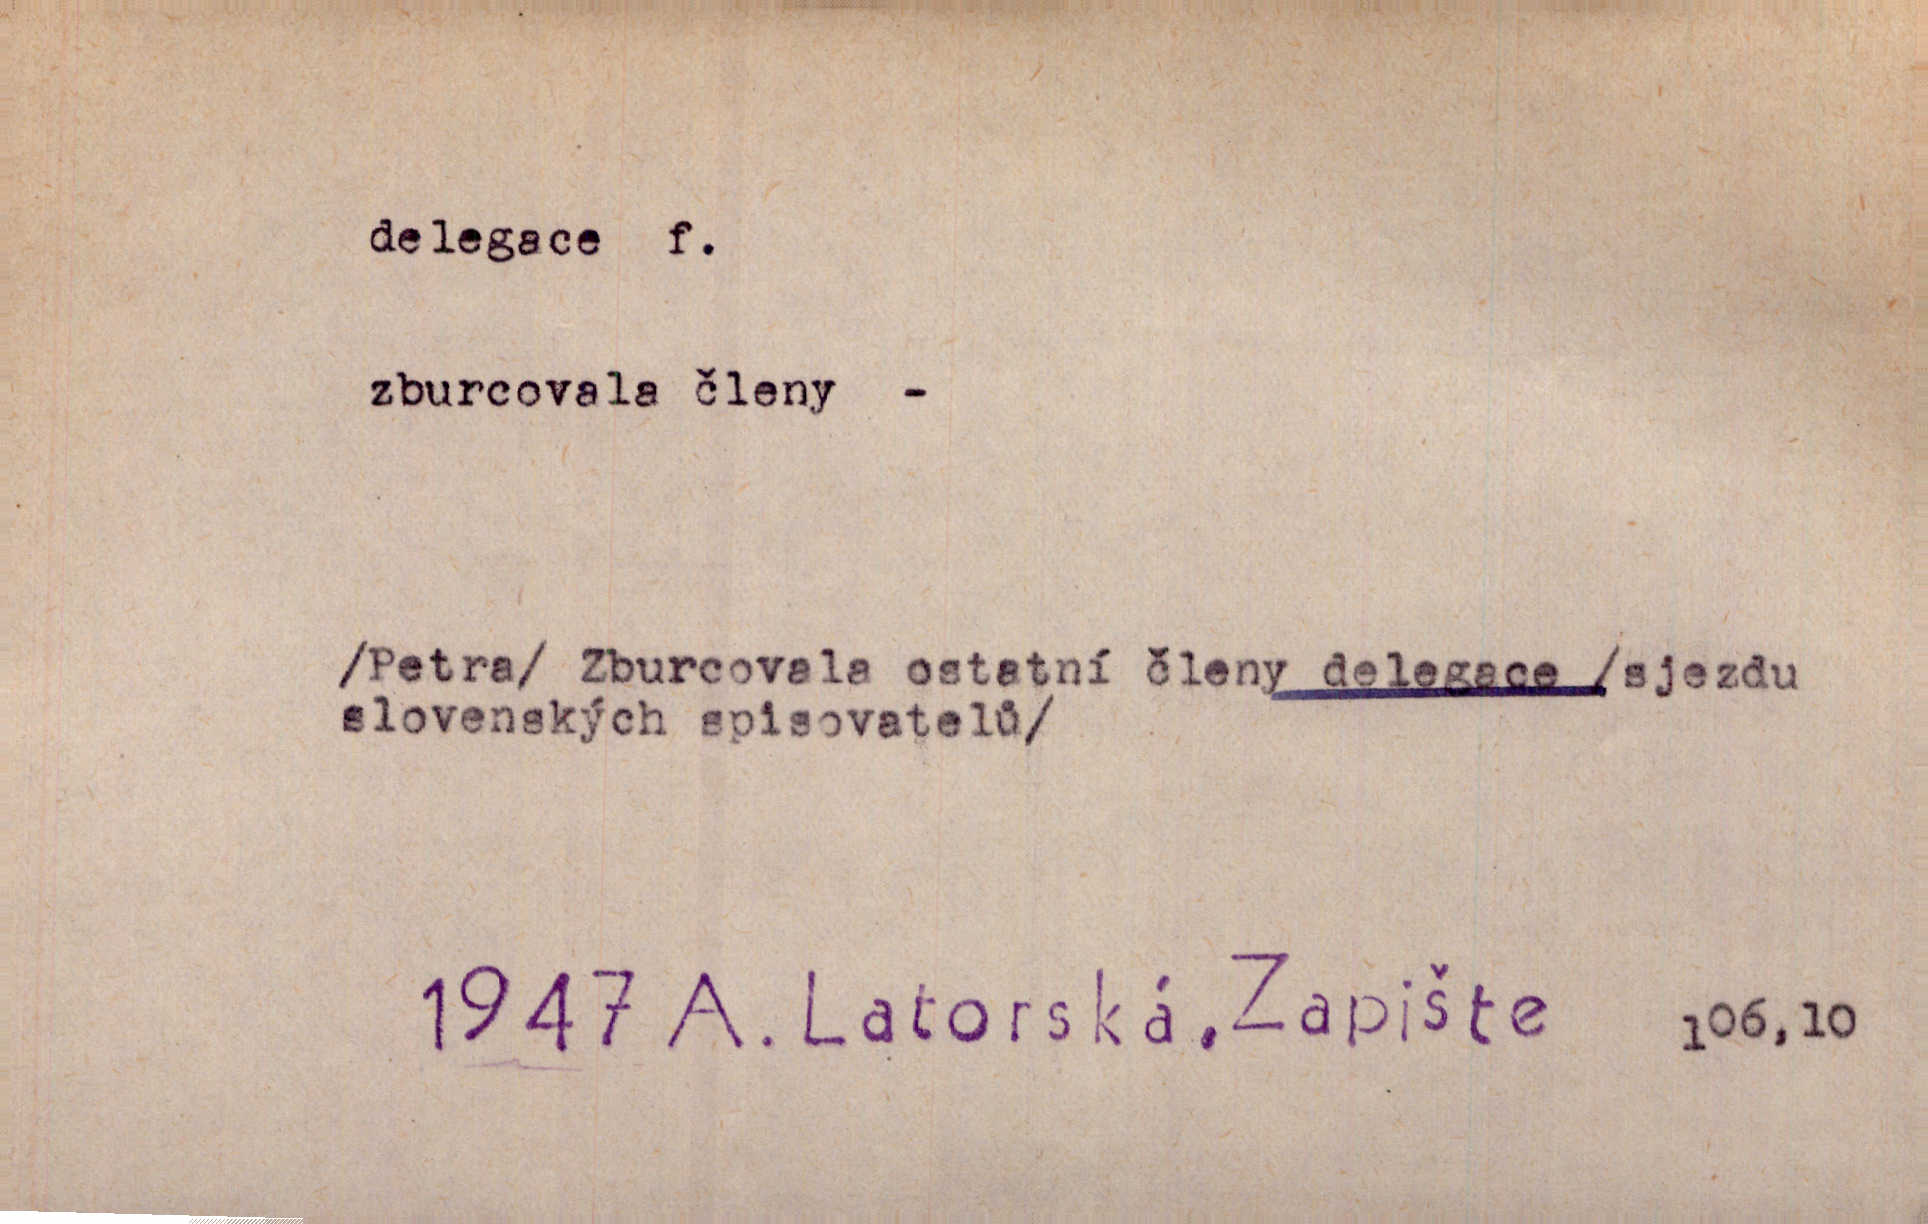 delegace f.
zburcovala členy -
/Petra/ Zburcovala ostatní členy delegace /sjezdu
slovenských spisovatelů/
1947 A. Latorská, Zapište 106,10